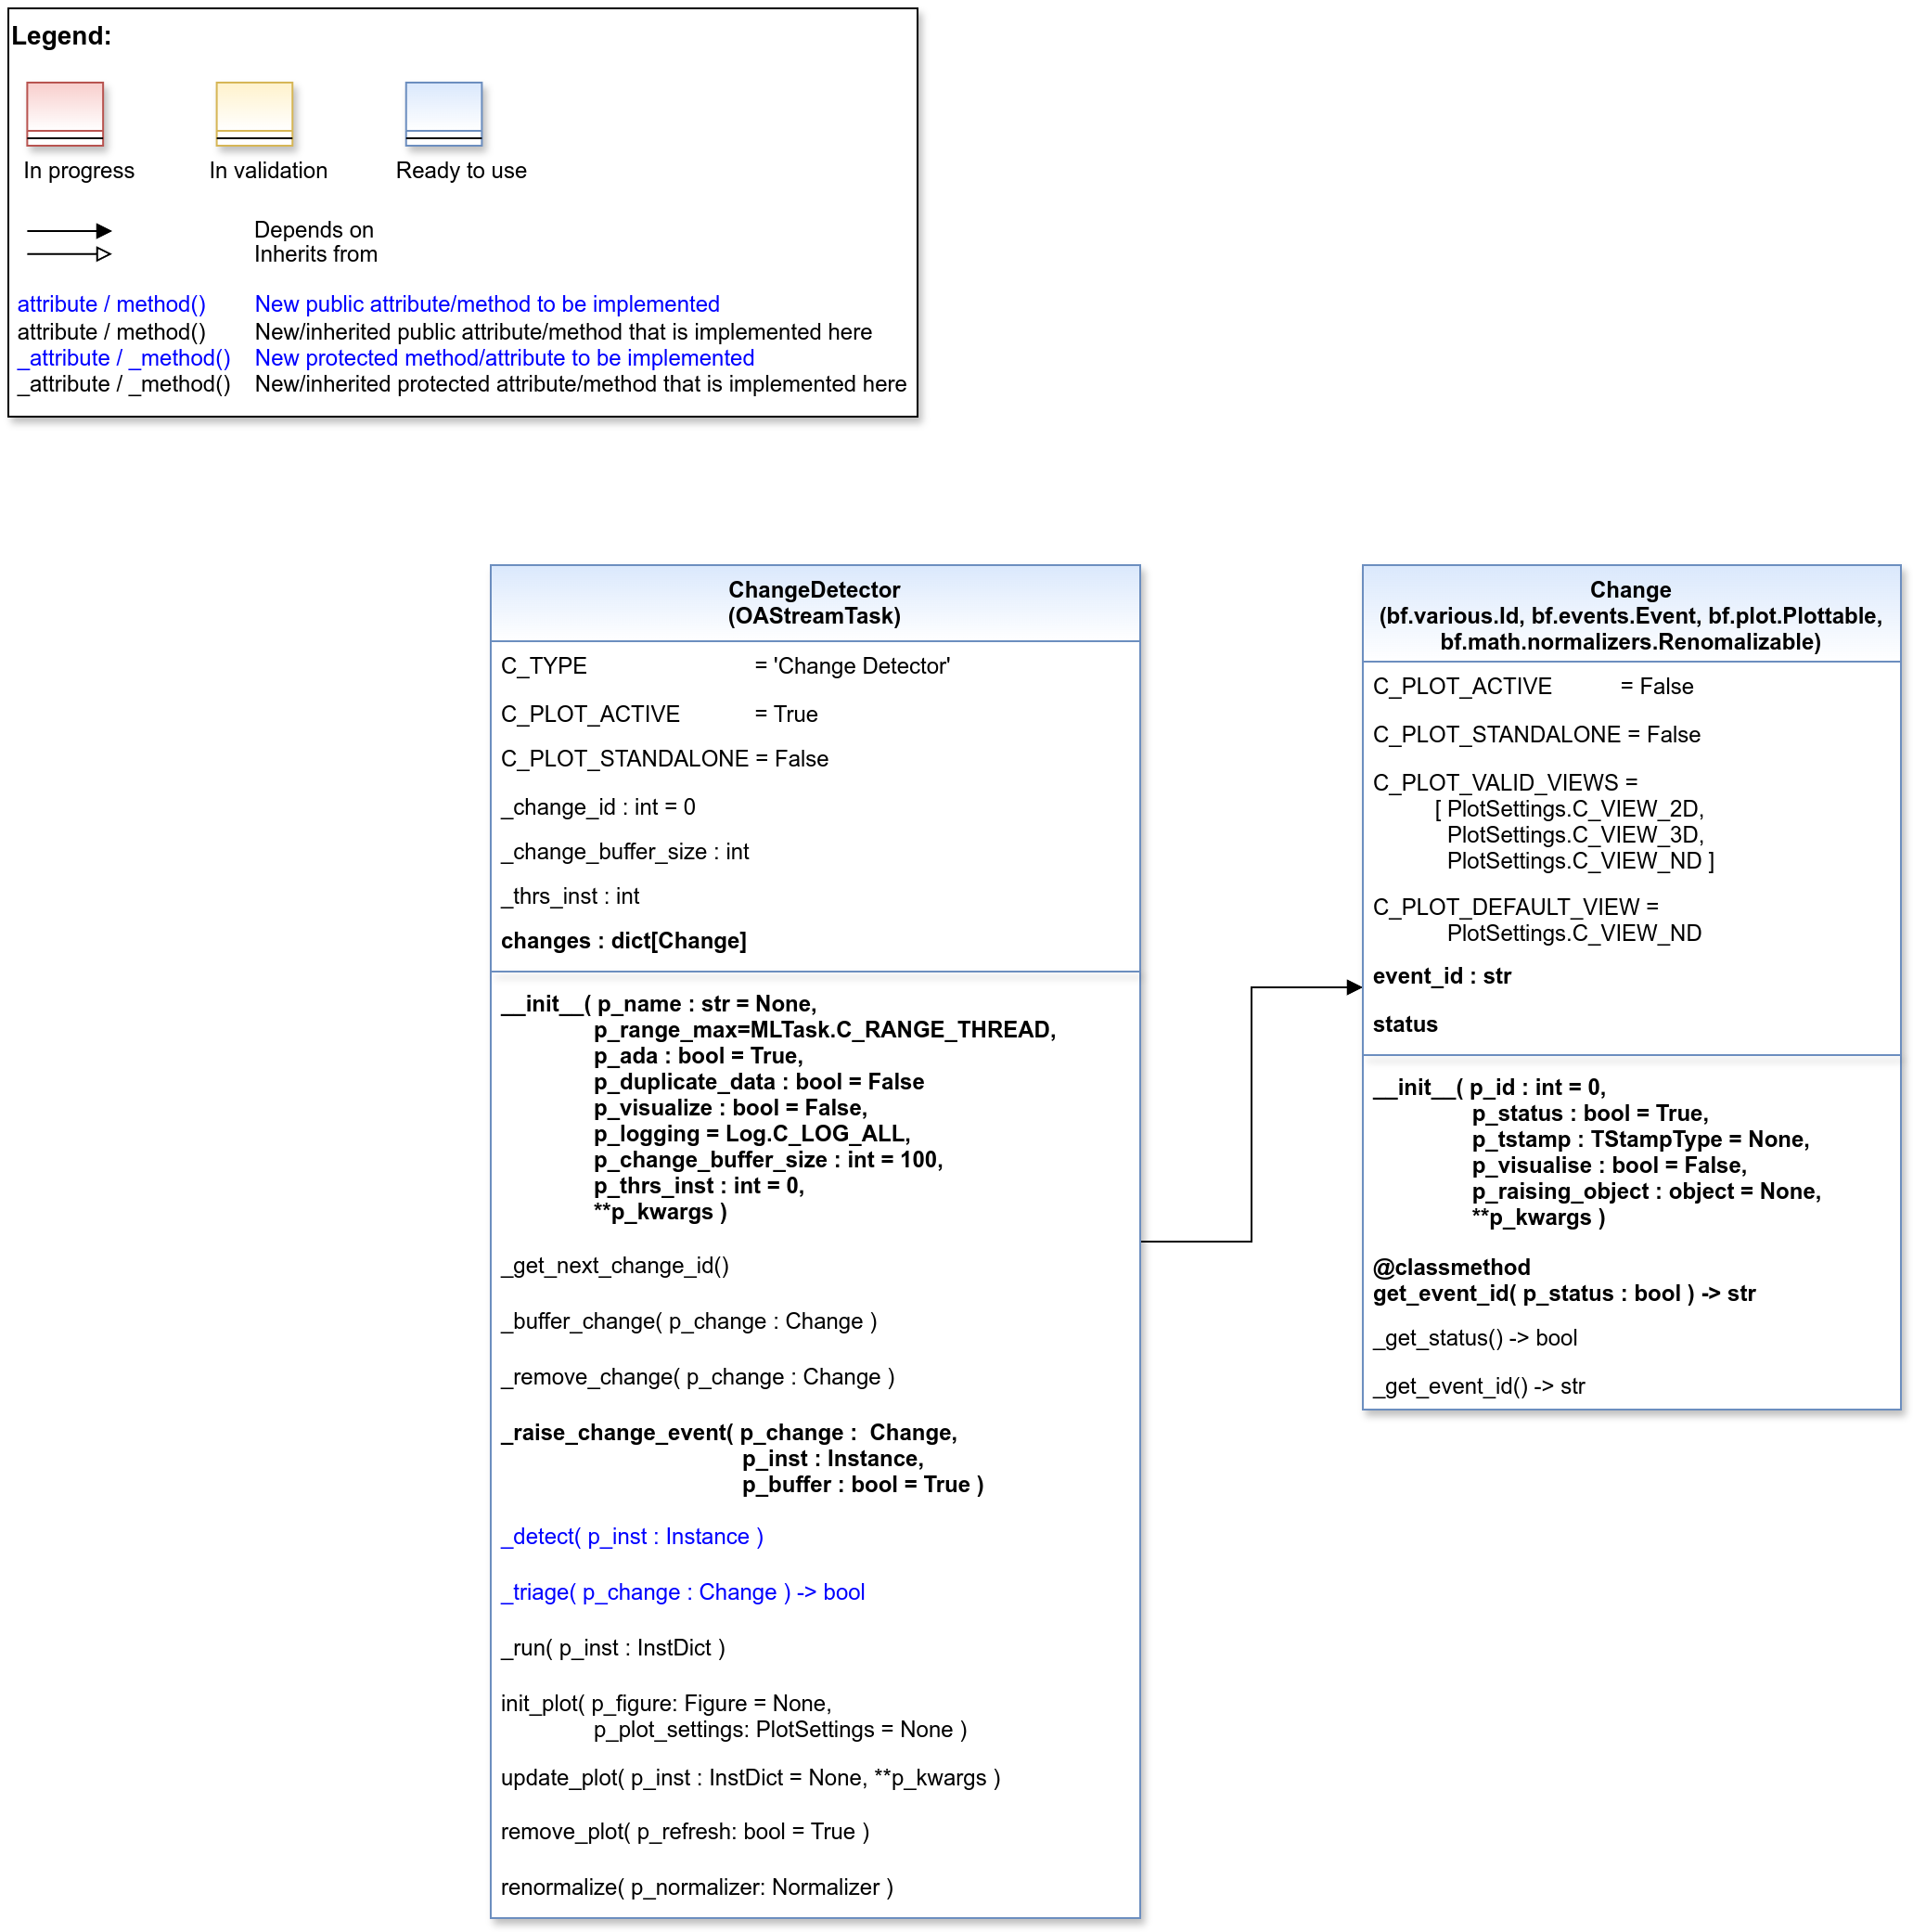 Legend:
In progress
In validation
Ready to use
Depends on
Inherits from
attribute / method() New public attribute/method to be implemented
attribute / method() New/inherited public attribute/method that is implemented here
_attribute / _method() New protected method/attribute to be implemented
_attribute / _method() New/inherited protected attribute/method that is implemented here
ChangeDetector
(OAStreamTask)
C_TYPE = 'Change Detector'
C_PLOT_ACTIVE = True
C_PLOT_STANDALONE = False
_change_id : int = 0
_change_buffer_size : int
_thrs_inst : int
changes : dict[Change]
__init__( p_name : str = None,
p_range_max=MLTask.C_RANGE_THREAD,
p_ada : bool = True,
p_duplicate_data : bool = False
p_visualize : bool = False,
p_logging = Log.C_LOG_ALL,
p_change_buffer_size : int = 100,
p_thrs_inst : int = 0,
**p_kwargs )
_get_next_change_id()
_buffer_change( p_change : Change )
_remove_change( p_change : Change )
_raise_change_event( p_change :  Change,
p_inst : Instance,
p_buffer : bool = True )
_detect( p_inst : Instance )
_triage( p_change : Change ) -> bool
_run( p_inst : InstDict )
init_plot( p_figure: Figure = None,
p_plot_settings: PlotSettings = None )
update_plot( p_inst : InstDict = None, **p_kwargs )
remove_plot( p_refresh: bool = True )
renormalize( p_normalizer: Normalizer )
Change
(bf.various.Id, bf.events.Event, bf.plot.Plottable,
bf.math.normalizers.Renomalizable)
C_PLOT_ACTIVE = False
C_PLOT_STANDALONE = False
C_PLOT_VALID_VIEWS =
[ PlotSettings.C_VIEW_2D,
PlotSettings.C_VIEW_3D,
PlotSettings.C_VIEW_ND ]
C_PLOT_DEFAULT_VIEW =
PlotSettings.C_VIEW_ND
event_id : str
status
__init__( p_id : int = 0,
p_status : bool = True,
p_tstamp : TStampType = None,
p_visualise : bool = False,
p_raising_object : object = None,
**p_kwargs )
@classmethod
get_event_id( p_status : bool ) -> str
_get_status() -> bool
_get_event_id() -> str